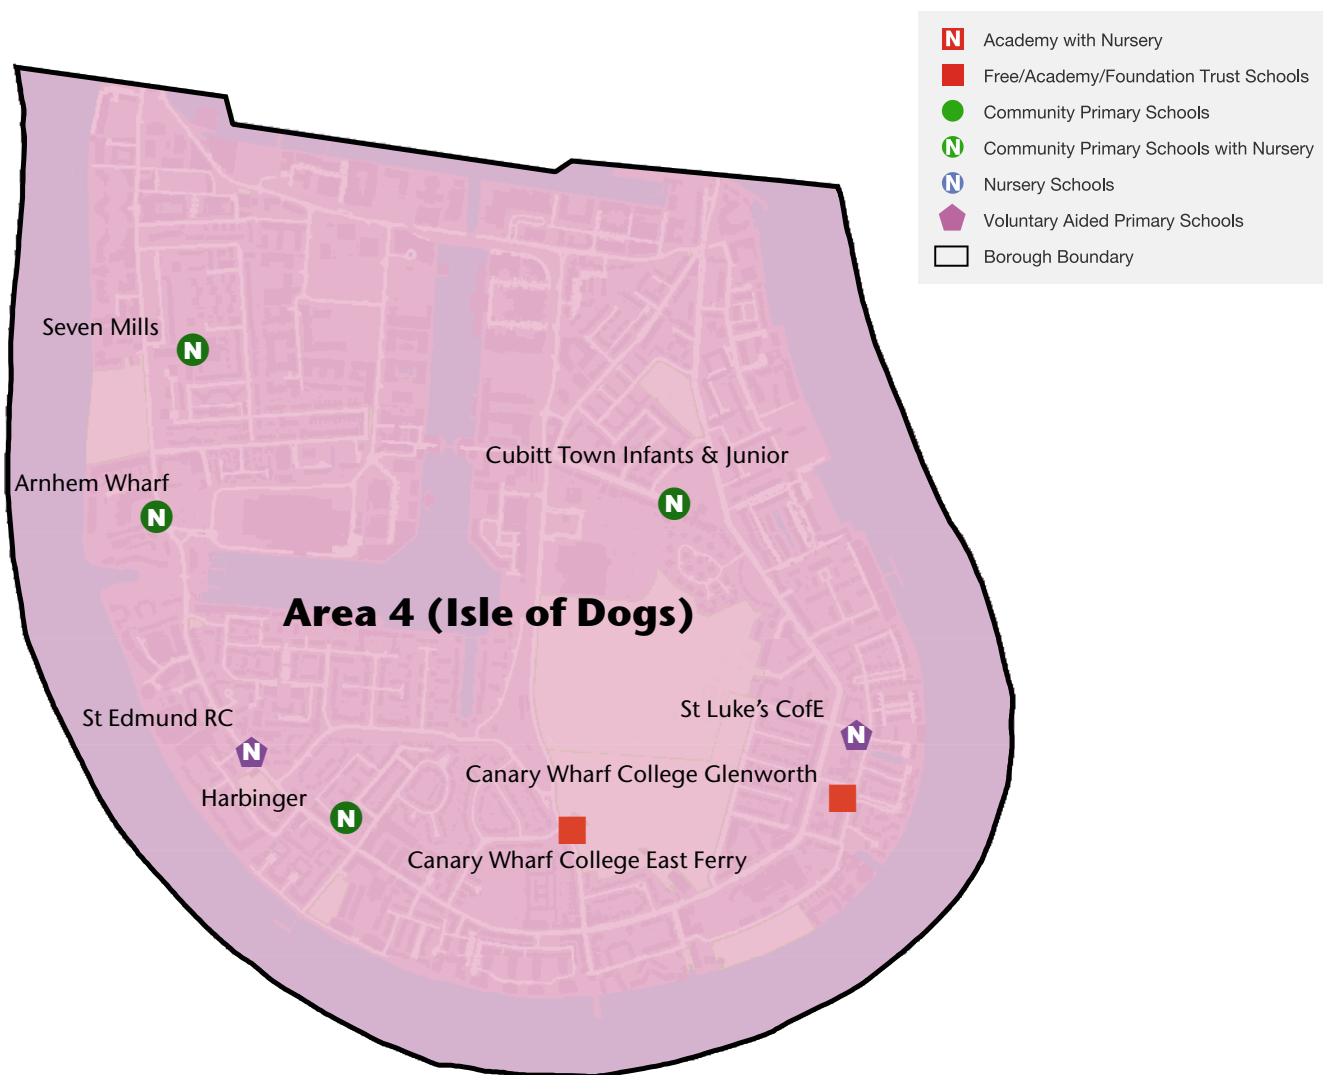 N Academy with Nursery
Free/Academy/Foundation Trust Schools
Community Primary Schools
N Community Primary Schools with Nursery
N Nursery Schools
Voluntary Aided Primary Schools
Borough Boundary
Seven Mills
N
Cubitt Town Infants & Junior
N
Arnhem Wharf
N
Area 4 (Isle of Dogs)
St Edmund RC
N
St Luke's CofE
N
Canary Wharf College Glenworth
Harbinger
N
Canary Wharf College East Ferry